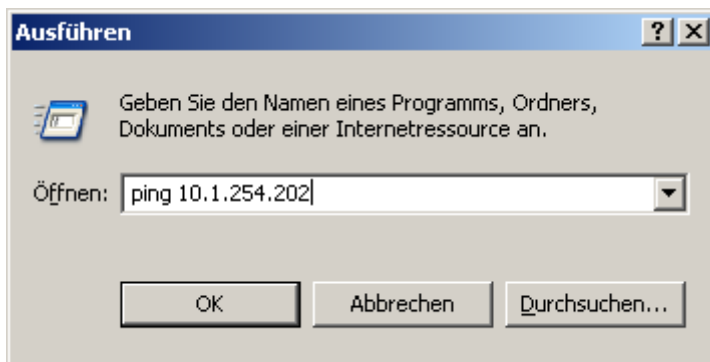 Ausführen
Geben Sie den Namen eines Programms, Ordners,
Dokuments oder einer Internetressource an.
Öffnen: ping 10.1.254.202
OK Abbrechen Durchsuchen...